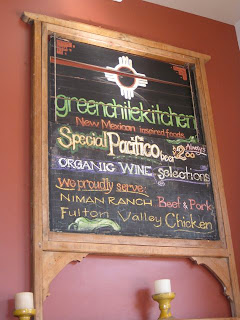 greenchilekitchen
New Mexican inspired foods
Special Pacifico beer $2.00 Always
ORGANIC WINE selections
we proudly serve:
NIMAN RANCH Beef & Pork
Fulton Valley Chicken